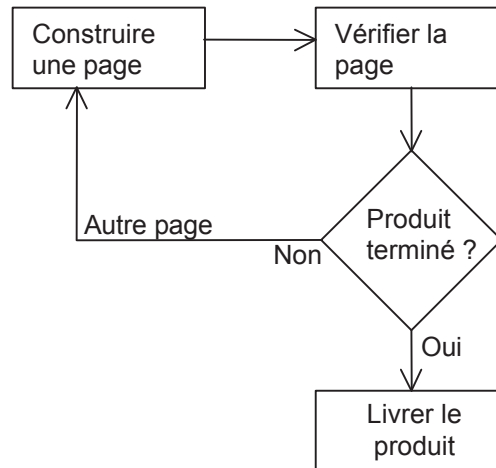 Construire
une page
Vérifier la
page
Produit
terminé ?
Autre page
Non
Oui
Livrer le
produit